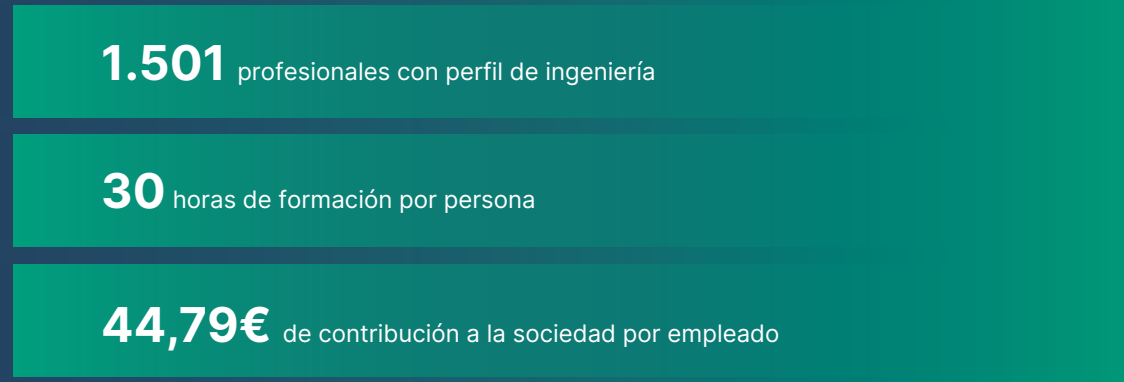 1.501 profesionales con perfil de ingeniería
30 horas de formación por persona
44,79€ de contribución a la sociedad por empleado